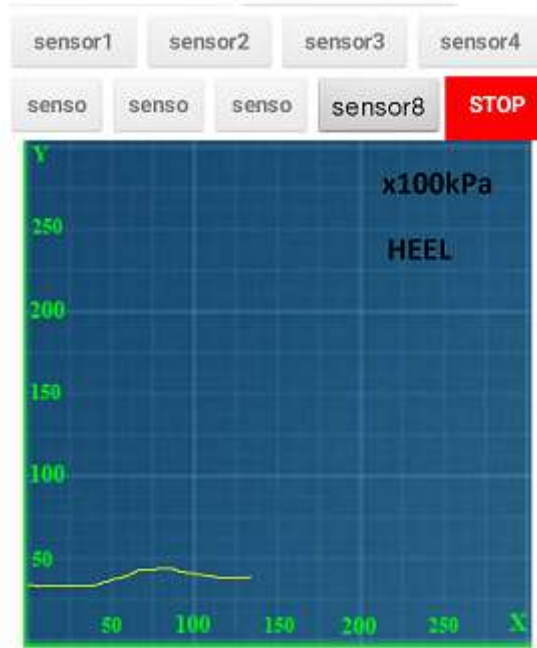 sensor1 sensor2 sensor3 sensor4
senso senso senso sensor8 STOP
Y
x100kPa
250
HEEL
200
150
100
50
50 100 150 200 250 X